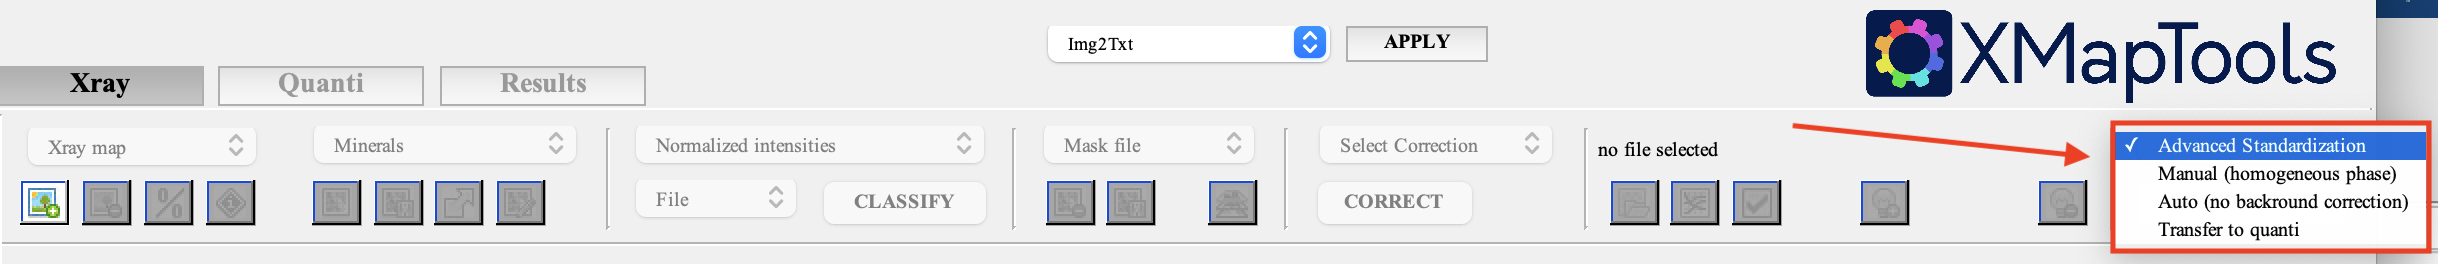 Img2Txt
APPLY
XMapTools
Xray
Quanti
Results
Xray map
Minerals
Normalized intensities
Mask file
Select Correction
no file selected
✓ Advanced Standardization
Manual (homogeneous phase)
Auto (no backround correction)
Transfer to quanti
File
CLASSIFY
CORRECT